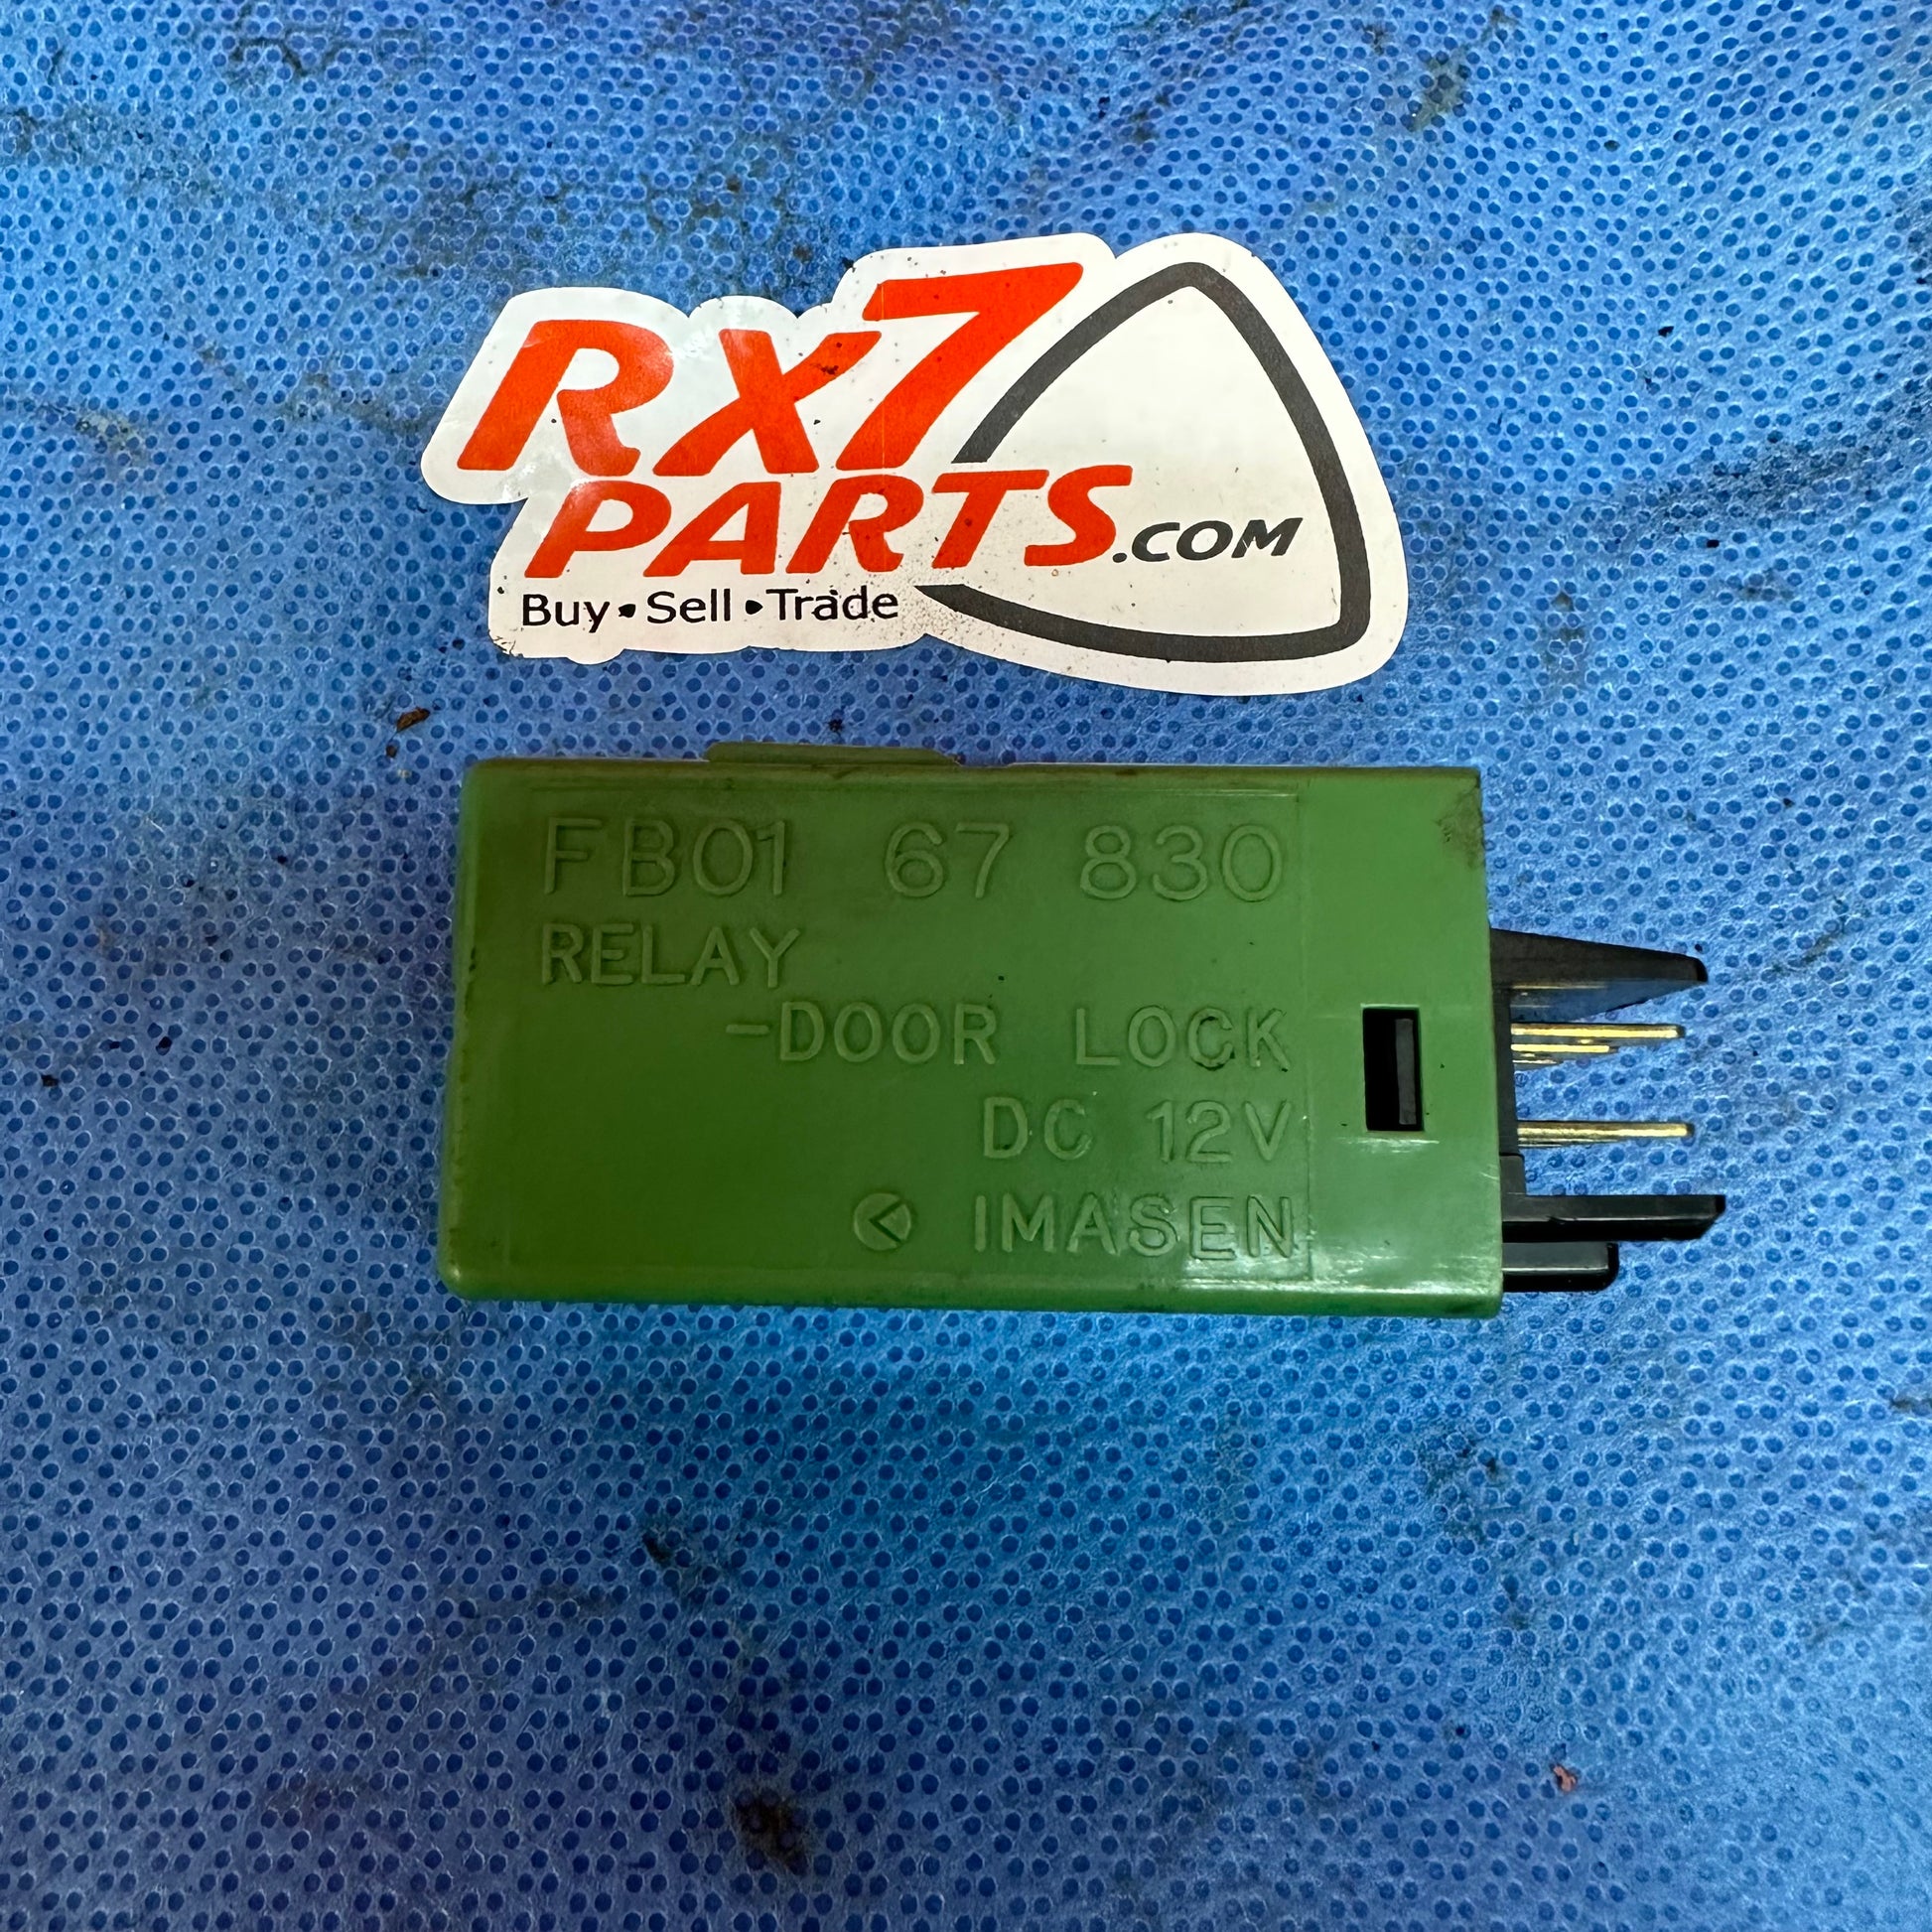 RX7
PARTS.COM
Buy • Sell • Trade
FB01 67 830
RELAY
-DOOR LOCK
DC 12V
IMASEN